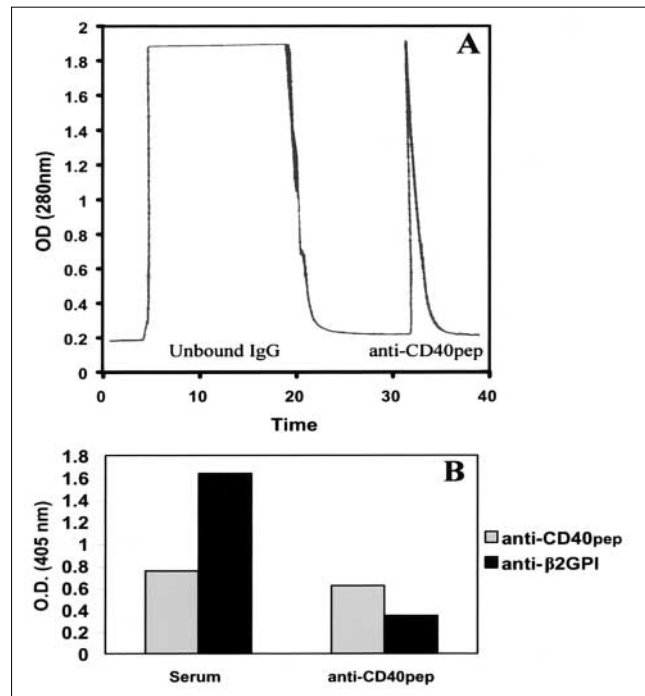 A
OD (280nm)
2
1.8
1.6
1.4
1.2
1
0.8
0.6
0.4
0.2
0
Unbound IgG anti-CD40pep
0 10 20 30 40
Time
B
O.D. (405 nm)
1.8
1.6
1.4
1.2
1
0.8
0.6
0.4
0.2
0
anti-CD40pep
anti-β2GPI
Serum anti-CD40pep